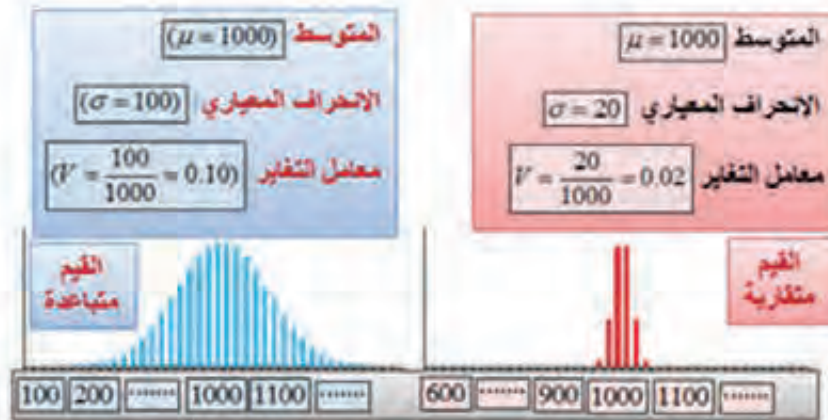 المتوسط μ = 1000
الانحراف المعياري σ = 20
معامل التغاير V = 20/1000 = 0.02
القيم
متقاربة
600 ....... 900 1000 1100 .......
المتوسط (μ = 1000)
الانحراف المعياري (σ = 100)
معامل التغاير (V = 100/1000 = 0.10)
القيم
متباعدة
100 200 ....... 1000 1100 .......